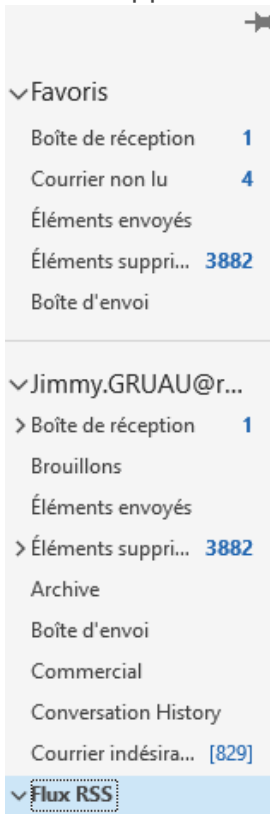 Favoris
Boîte de réception 1
Courrier non lu 4
Éléments envoyés
Éléments suppri... 3882
Boîte d'envoi
Jimmy.GRUAU@r...
Boîte de réception 1
Brouillons
Éléments envoyés
Éléments suppri... 3882
Archive
Boîte d'envoi
Commercial
Conversation History
Courrier indésira... [829]
Flux RSS